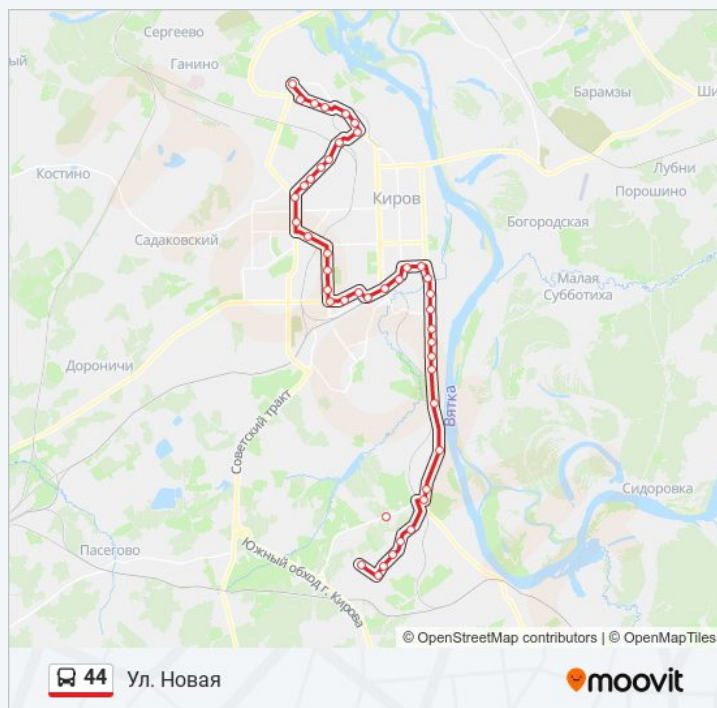 Сергеево
Ганино
ый
Барамзы
Ши
Лубни
Костино
Порошино
Киров
Богородская
Садаковский
Малая
Субботиха
Дороничи
Советский тракт
Вятка
Сидоровка
Пасегово
Южный обход г. Кирова
© OpenStreetMap contributors | © OpenMapTiles
44 Ул. Новая
moovit